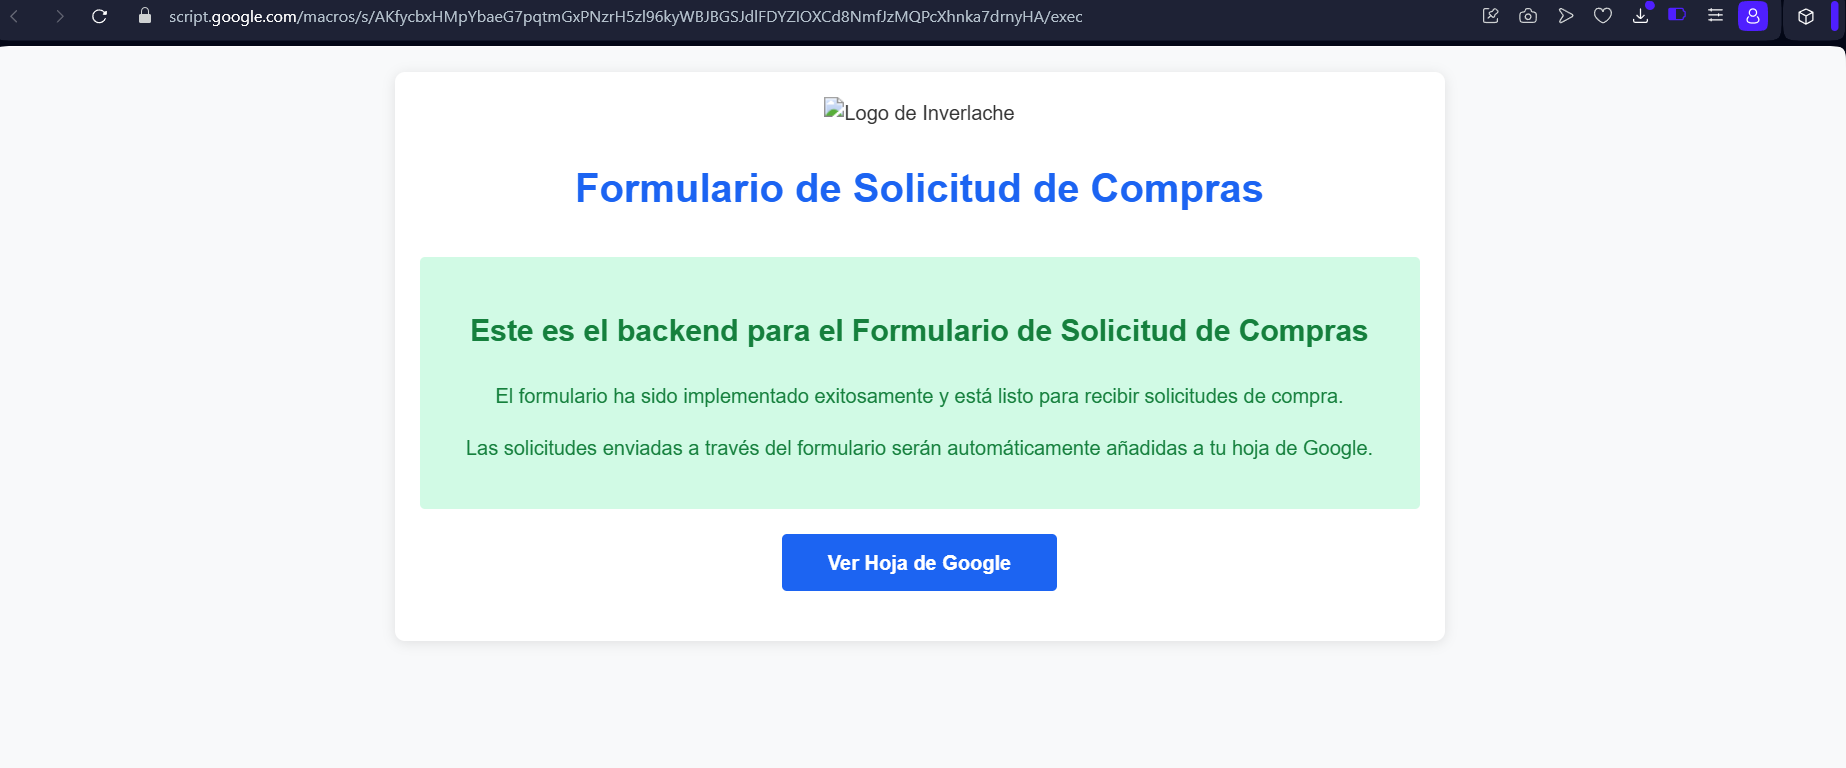 script.google.com/macros/s/AKfycbxHMpYbaeG7pqtmGxPNzrH5zl96kyWBJBGSJdlFDYZIOXCd8NmfJzMQPcXhnka7drnyHA/exec
Logo de Inverlache
Formulario de Solicitud de Compras
Este es el backend para el Formulario de Solicitud de Compras
El formulario ha sido implementado exitosamente y está listo para recibir solicitudes de compra.
Las solicitudes enviadas a través del formulario serán automáticamente añadidas a tu hoja de Google.
Ver Hoja de Google